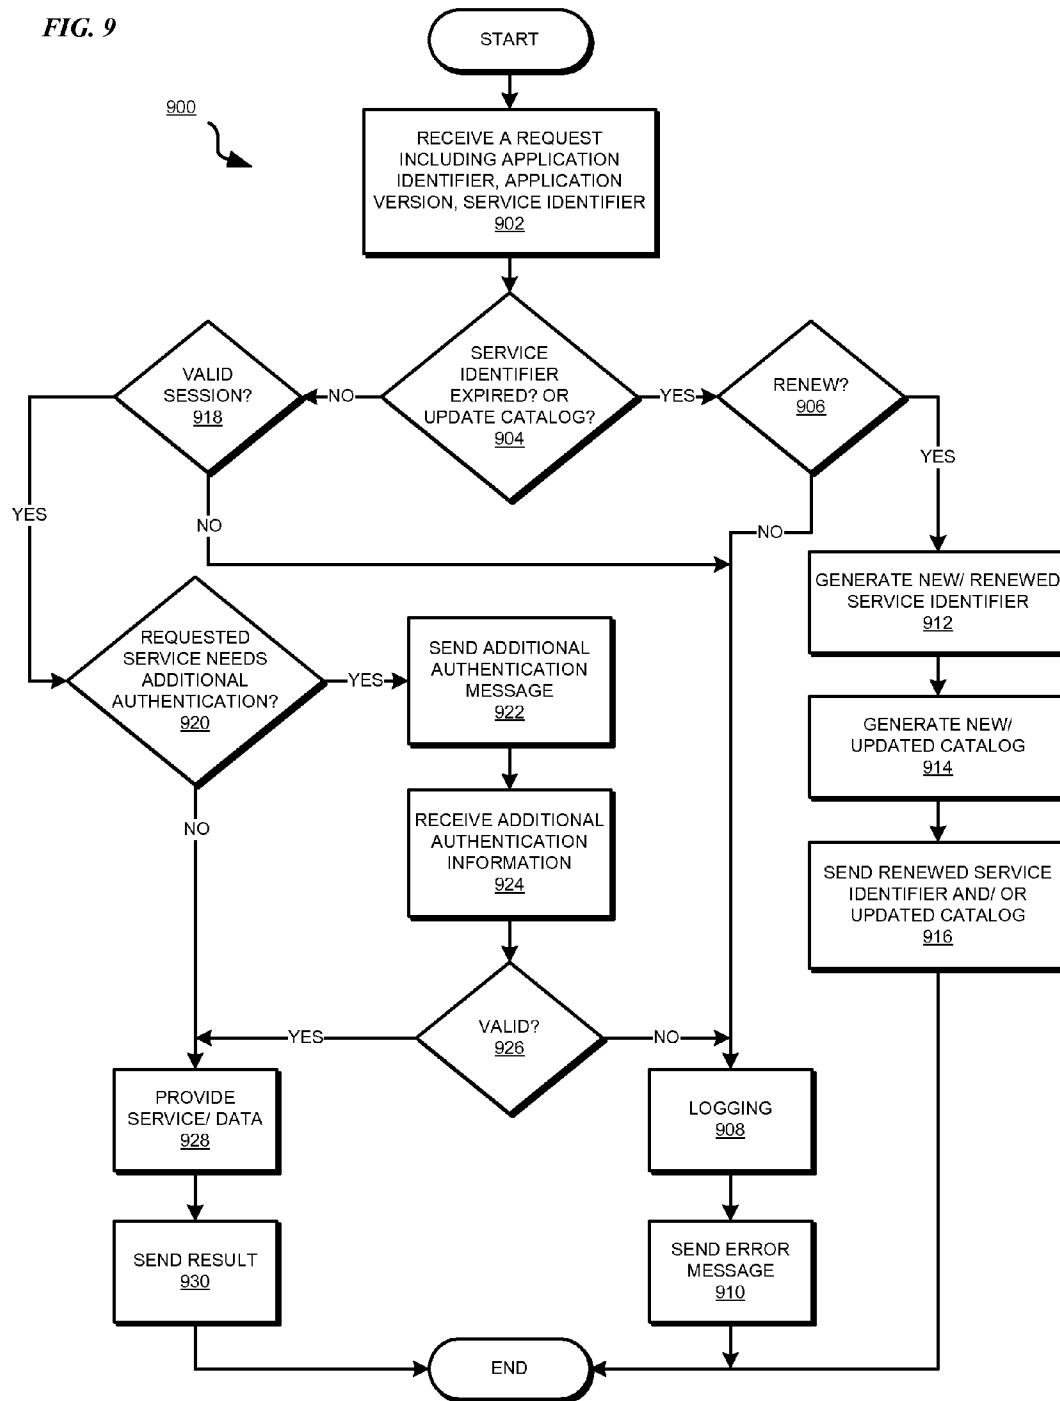 FIG. 9
START
900
RECEIVE A REQUEST
INCLUDING APPLICATION
IDENTIFIER, APPLICATION
VERSION, SERVICE IDENTIFIER
902
SERVICE
IDENTIFIER
EXPIRED? OR
UPDATE CATALOG?
904
NO
YES
VALID
SESSION?
918
RENEW?
906
YES
NO
NO
YES
GENERATE NEW/ RENEWED
SERVICE IDENTIFIER
912
REQUESTED
SERVICE NEEDS
ADDITIONAL
AUTHENTICATION?
920
YES
SEND ADDITIONAL
AUTHENTICATION
MESSAGE
922
GENERATE NEW/
UPDATED CATALOG
914
NO
RECEIVE ADDITIONAL
AUTHENTICATION
INFORMATION
924
SEND RENEWED SERVICE
IDENTIFIER AND/ OR
UPDATED CATALOG
916
YES
VALID?
926
NO
PROVIDE
SERVICE/ DATA
928
LOGGING
908
SEND RESULT
930
SEND ERROR
MESSAGE
910
END